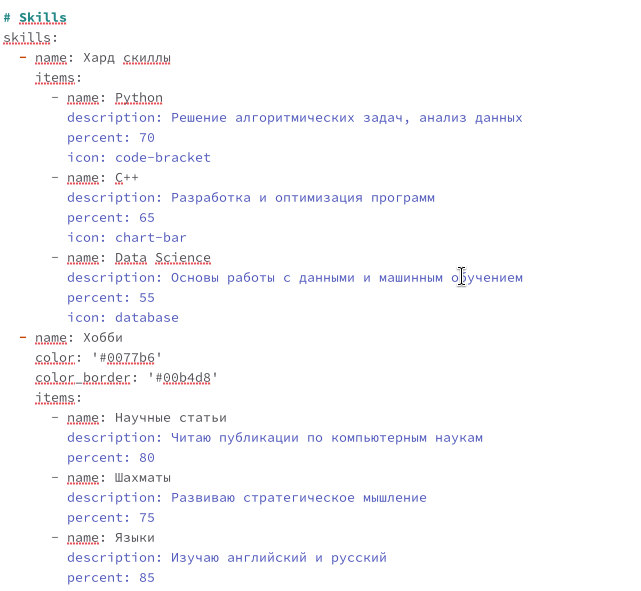 # Skills
skills:
  - name: Хард скиллы
    items:
      - name: Python
        description: Решение алгоритмических задач, анализ данных
        percent: 70
        icon: code-bracket
      - name: C++
        description: Разработка и оптимизация программ
        percent: 65
        icon: chart-bar
      - name: Data Science
        description: Основы работы с данными и машинным обучением
        percent: 55
        icon: database
  - name: Хобби
    color: '#0077b6'
    color_border: '#00b4d8'
    items:
      - name: Научные статьи
        description: Читаю публикации по компьютерным наукам
        percent: 80
      - name: Шахматы
        description: Развиваю стратегическое мышление
        percent: 75
      - name: Языки
        description: Изучаю английский и русский
        percent: 85